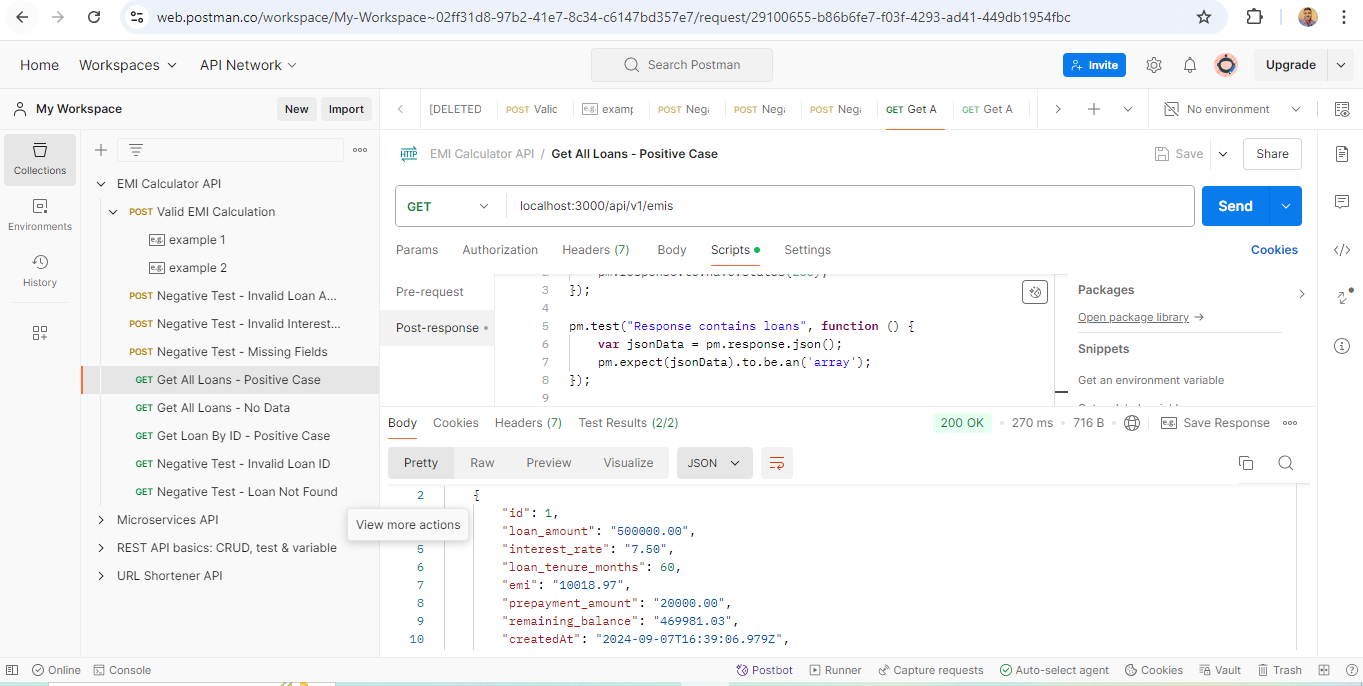 web.postman.co/workspace/My-Workspace~02ff31d8-97b2-41e7-8c34-c6147bd357e7/request/29100655-b86b6fe7-f03f-4293-ad41-449db1954fbc
Home Workspaces API Network Search Postman Invite Upgrade
My Workspace New Import
[DELETED POST Valic e.g. examp POST Nega POST Nega POST Nega GET Get A GET Get A No environment
Collections
Environments
History
EMI Calculator API
POST Valid EMI Calculation
e.g. example 1
e.g. example 2
POST Negative Test - Invalid Loan A...
POST Negative Test - Invalid Interest...
POST Negative Test - Missing Fields
GET Get All Loans - Positive Case
GET Get All Loans - No Data
GET Get Loan By ID - Positive Case
GET Negative Test - Invalid Loan ID
GET Negative Test - Loan Not Found
Microservices API
REST API basics: CRUD, test & variable
URL Shortener API
View more actions
HTTP EMI Calculator API / Get All Loans - Positive Case Save Share
GET localhost:3000/api/v1/emis Send
Params Authorization Headers (7) Body Scripts Settings Cookies
Pre-request
Post-response
3 });
4
5 pm.test("Response contains loans", function () {
6 var jsonData = pm.response.json();
7 pm.expect(jsonData).to.be.an('array');
8 });
9
Packages
Open package library →
Snippets
Get an environment variable
Body Cookies Headers (7) Test Results (2/2) 200 OK 270 ms 716 B e.g. Save Response
Pretty Raw Preview Visualize JSON
2 {
"id": 1,
"loan_amount": "500000.00",
5 "interest_rate": "7.50",
6 "loan_tenure_months": 60,
7 "emi": "10018.97",
8 "prepayment_amount": "20000.00",
9 "remaining_balance": "469981.03",
10 "createdAt": "2024-09-07T16:39:06.979Z",
Online Console Postbot Runner Capture requests Auto-select agent Cookies Vault Trash